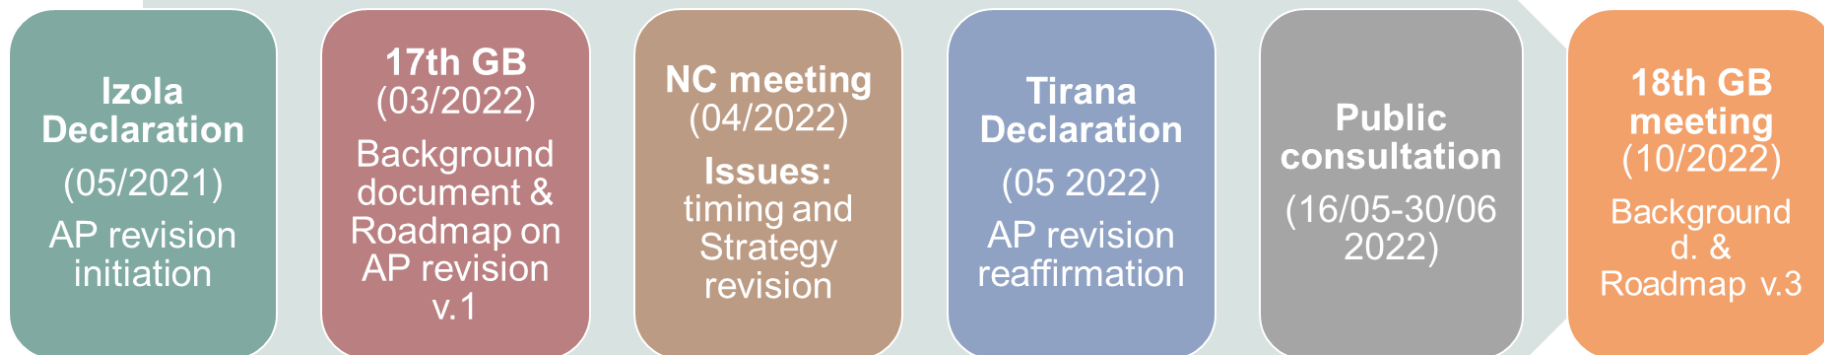 Izola
Declaration
(05/2021)
AP revision
initiation
17th GB
(03/2022)
Background
document &
Roadmap on
AP revision
v.1
NC meeting
(04/2022)
Issues:
timing and
Strategy
revision
Tirana
Declaration
(05 2022)
AP revision
reaffirmation
Public
consultation
(16/05-30/06
2022)
18th GB
meeting
(10/2022)
Background
d. &
Roadmap v.3